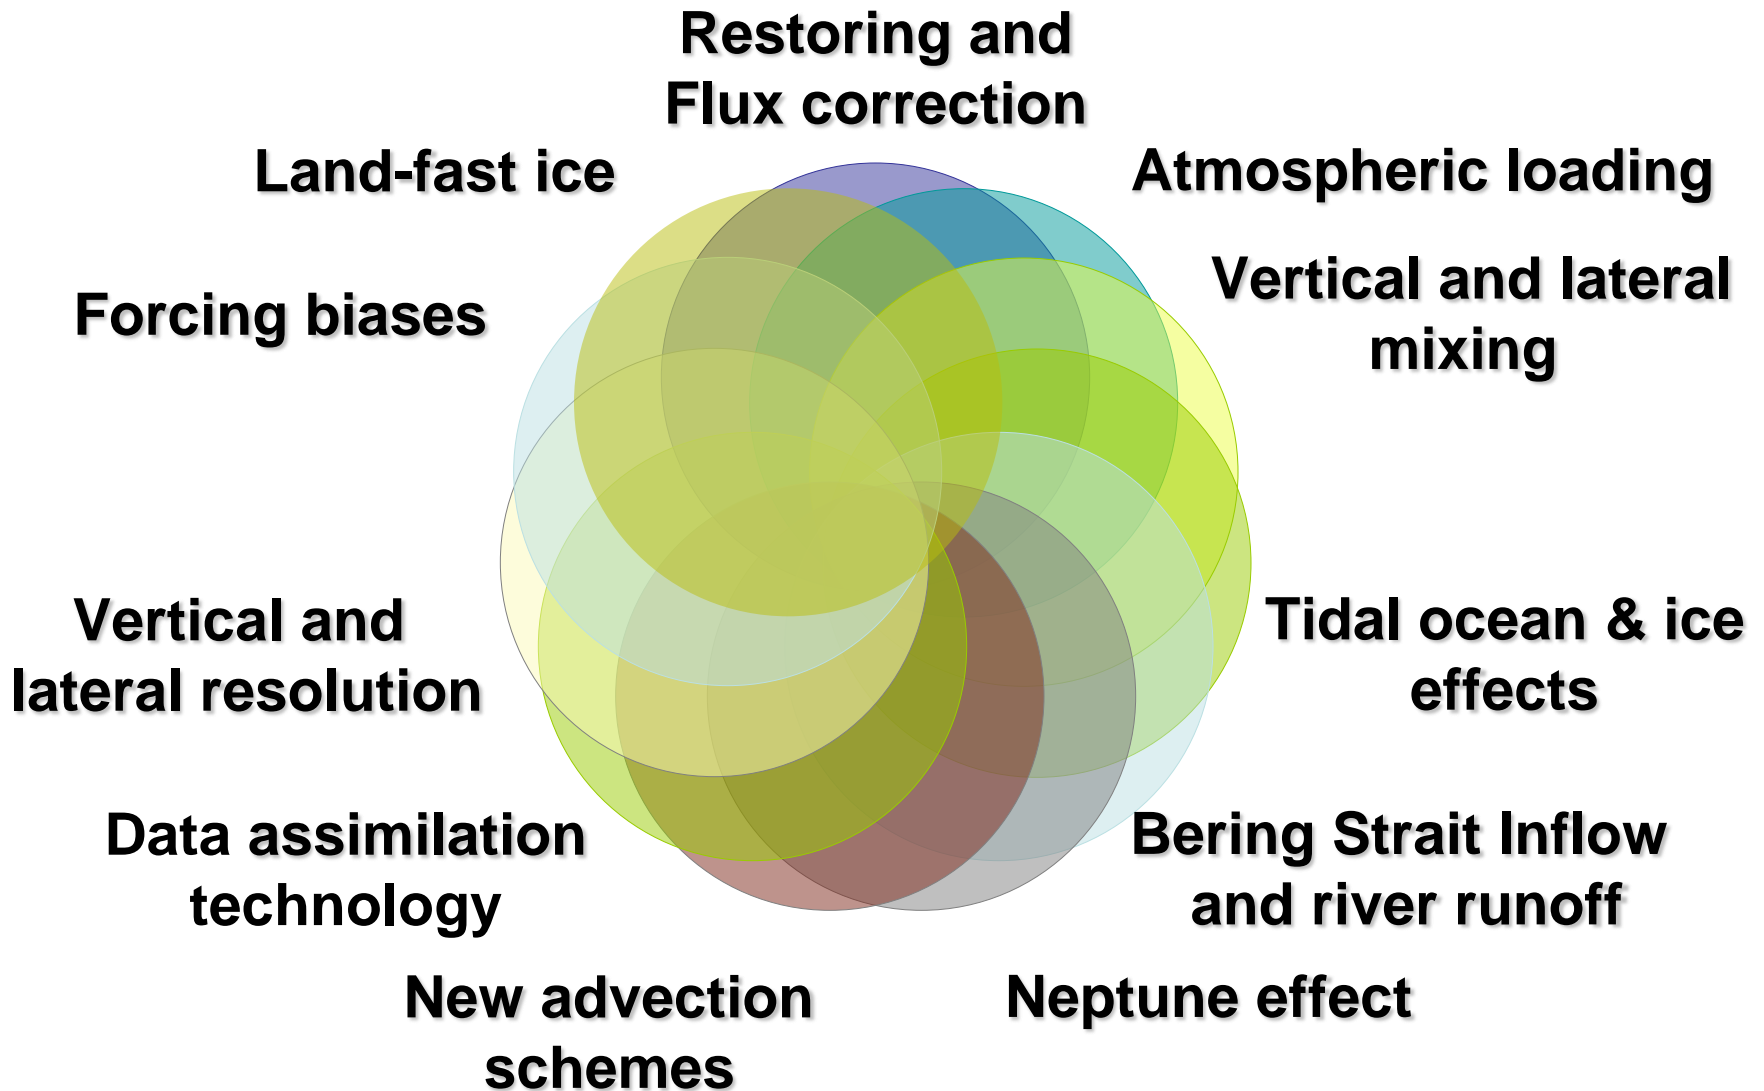 Restoring and
Flux correction
Land-fast ice
Atmospheric loading
Vertical and lateral
mixing
Forcing biases
Vertical and
lateral resolution
Tidal ocean & ice
effects
Data assimilation
technology
Bering Strait Inflow
and river runoff
New advection
schemes
Neptune effect